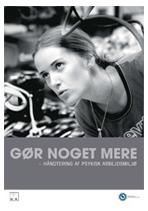 GØR NOGET MERE
- HÅNDTERING AF PSYKISK ARBEJDSMILJØ